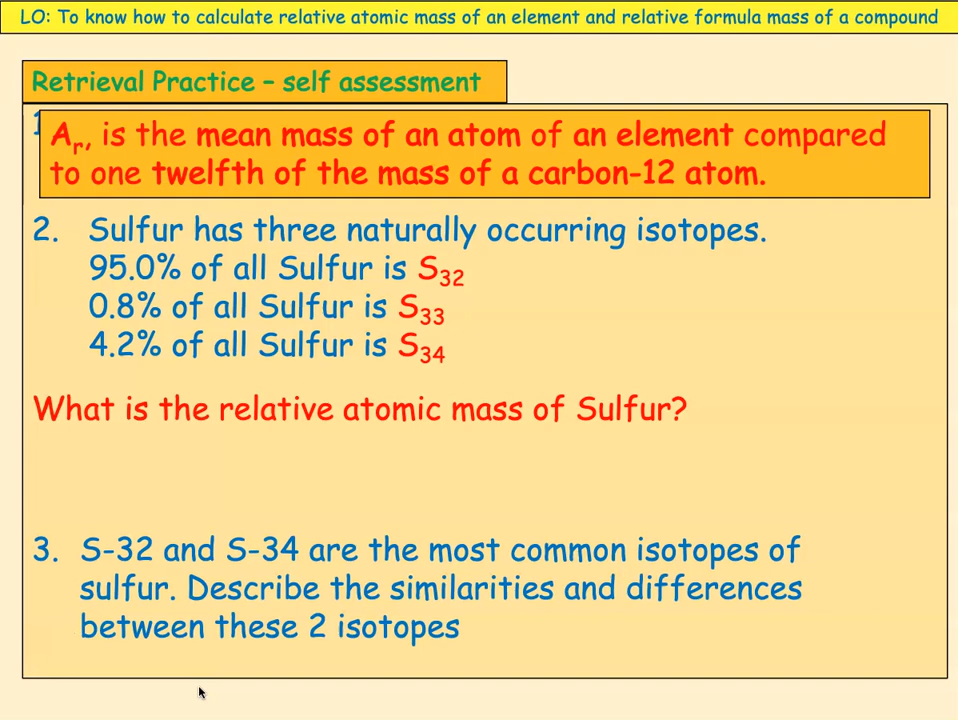 LO: To know how to calculate relative atomic mass of an element and relative formula mass of a compound
Retrieval Practice – self assessment
1
Aᵣ, is the mean mass of an atom of an element compared
to one twelfth of the mass of a carbon-12 atom.
2. Sulfur has three naturally occurring isotopes.
95.0% of all Sulfur is S₃₂
0.8% of all Sulfur is S₃₃
4.2% of all Sulfur is S₃₄
What is the relative atomic mass of Sulfur?
3. S-32 and S-34 are the most common isotopes of
sulfur. Describe the similarities and differences
between these 2 isotopes